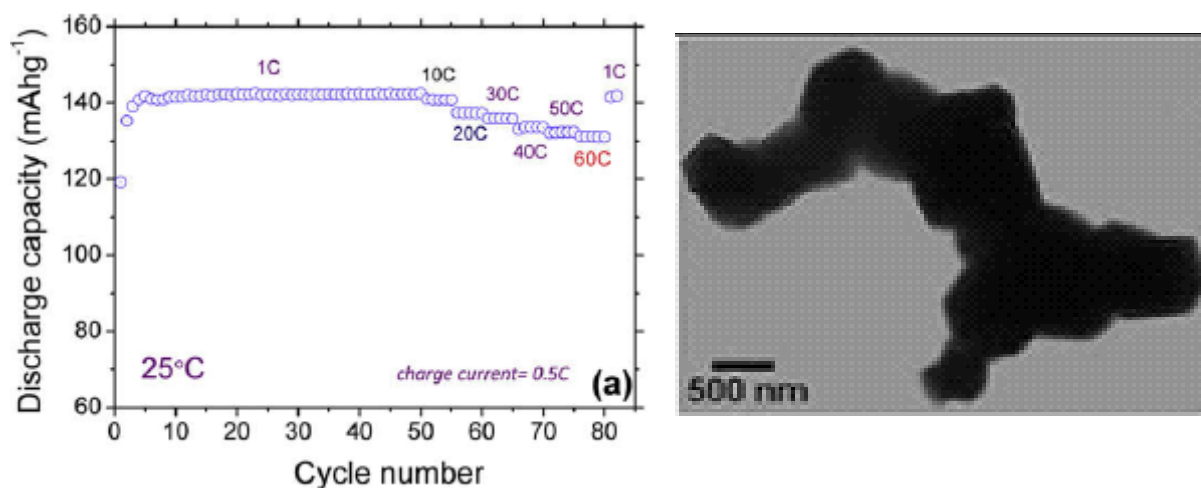 Discharge capacity (mAhg⁻¹)
160
140
120
100
80
60
1C
10C
20C
30C
40C
50C
60C
1C
25°C
charge current= 0.5C
(a)
0 10 20 30 40 50 60 70 80
Cycle number
500 nm